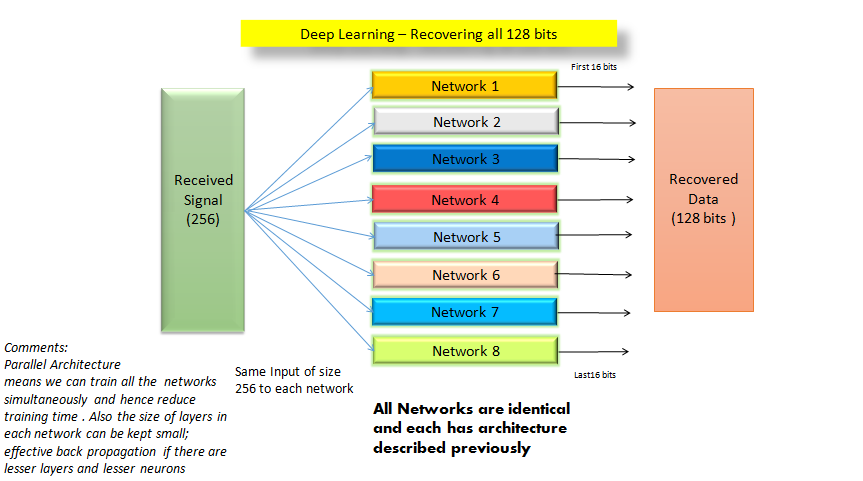 Deep Learning – Recovering all 128 bits
First 16 bits
Network 1
Network 2
Network 3
Network 4
Network 5
Network 6
Network 7
Network 8
Received
Signal
(256)
Recovered
Data
(128 bits )
Last16 bits
Comments:
Parallel Architecture
means we can train all the networks
simultaneously and hence reduce
training time . Also the size of layers in
each network can be kept small;
effective back propagation if there are
lesser layers and lesser neurons
Same Input of size
256 to each network
All Networks are identical
and each has architecture
described previously